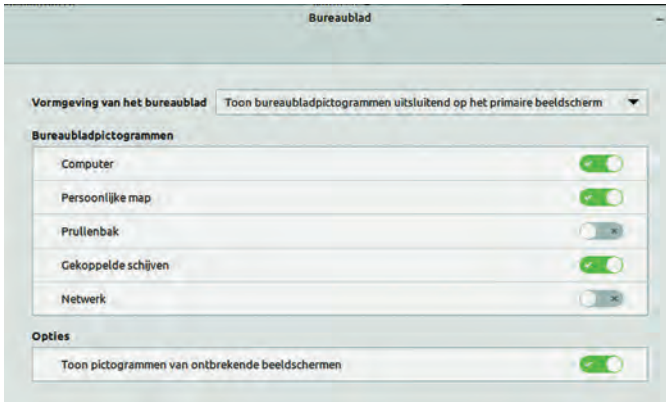 Bureaublad
Vormgeving van het bureaublad Toon bureaubladpictogrammen uitsluitend op het primaire beeldscherm
Bureaubladpictogrammen
Computer
Persoonlijke map
Prullenbak
Gekoppelde schijven
Netwerk
Opties
Toon pictogrammen van ontbrekende beeldschermen